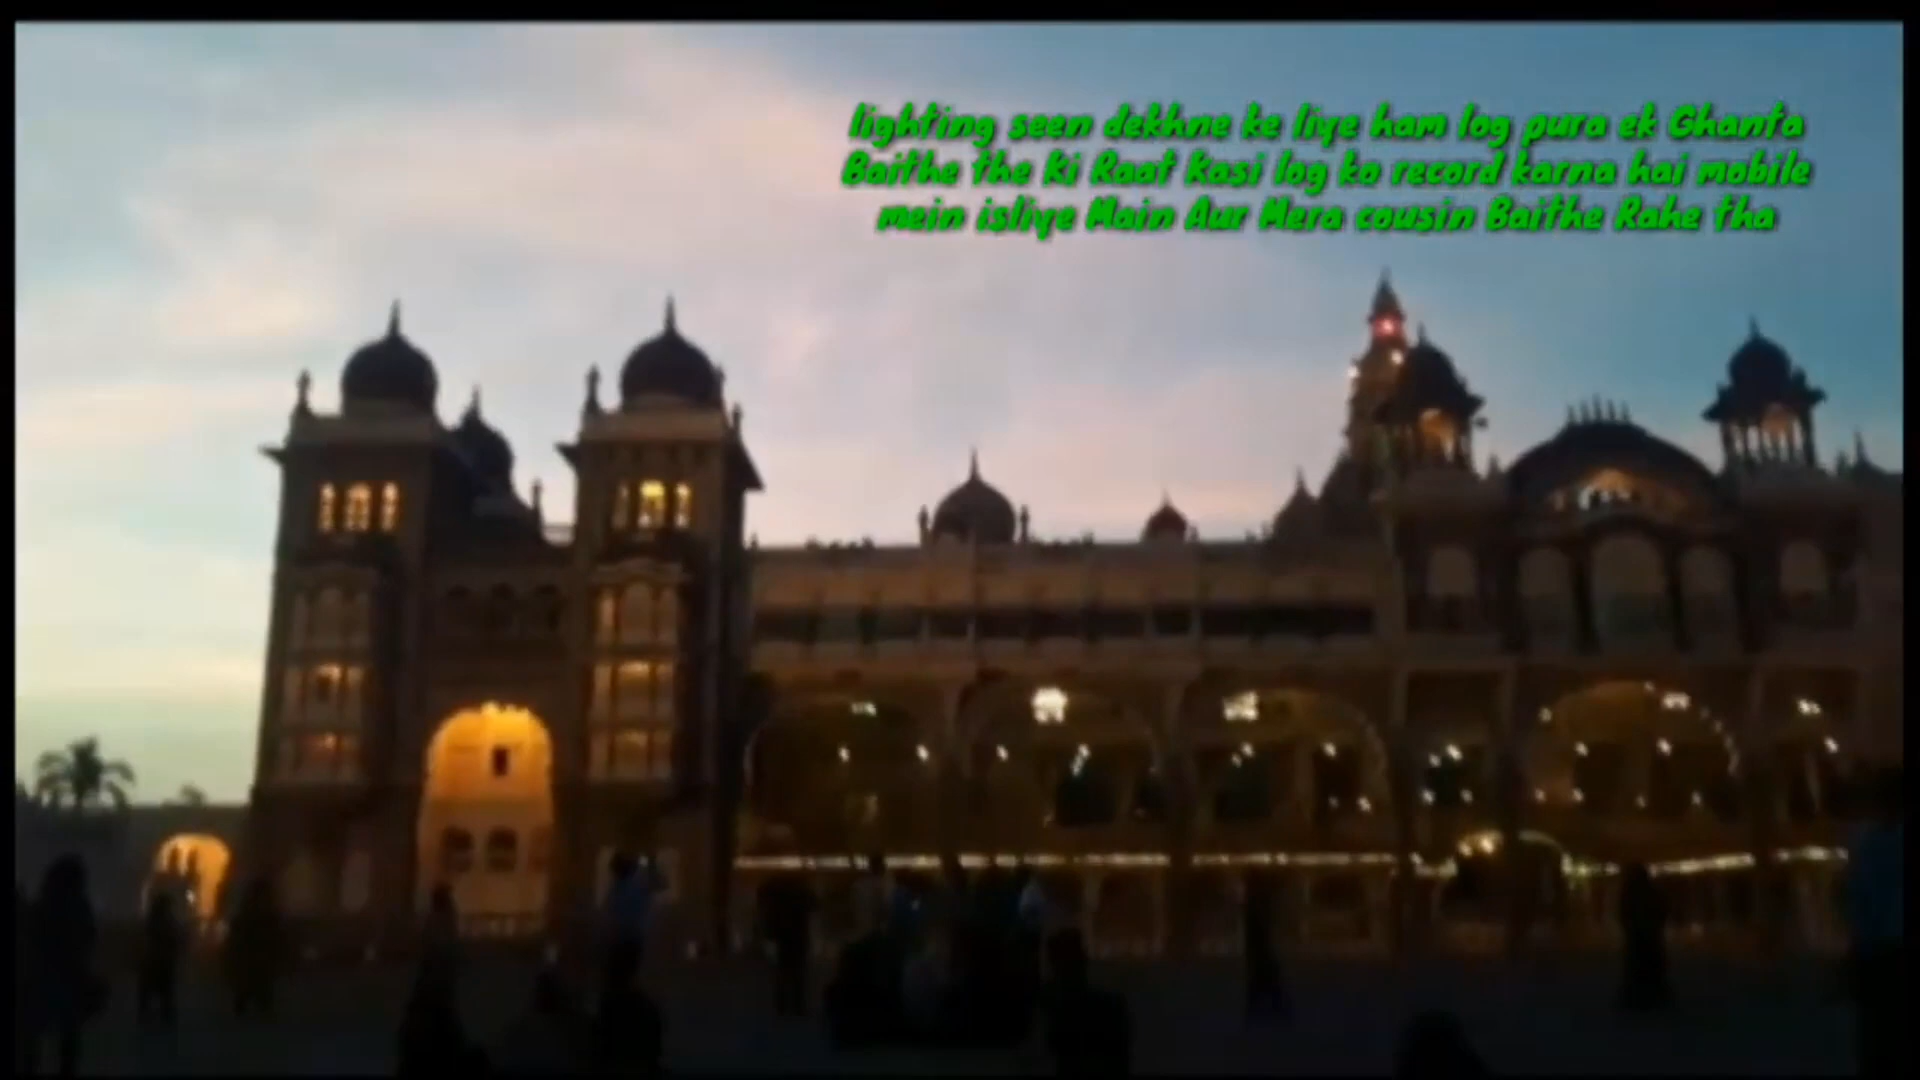 lighting seen dekhne ke liye ham log pura ek Ghanta
Baithe the Ki Raat Kasi log ko record karna hai mobile
mein isliye Main Aur Mera cousin Baithe Rahe tha